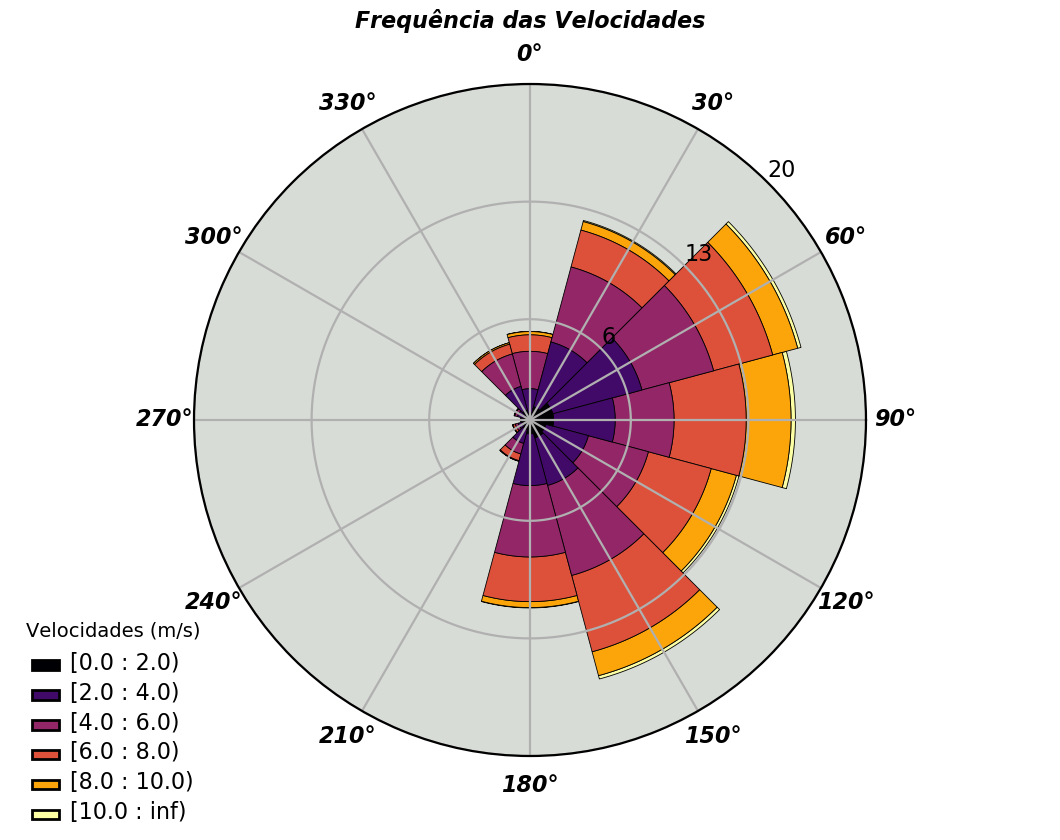 Frequência das Velocidades
0°
330°
30°
20
300°
60°
13
6
270°
90°
240°
120°
210°
150°
180°
Velocidades (m/s)
[0.0 : 2.0)
[2.0 : 4.0)
[4.0 : 6.0)
[6.0 : 8.0)
[8.0 : 10.0)
[10.0 : inf)